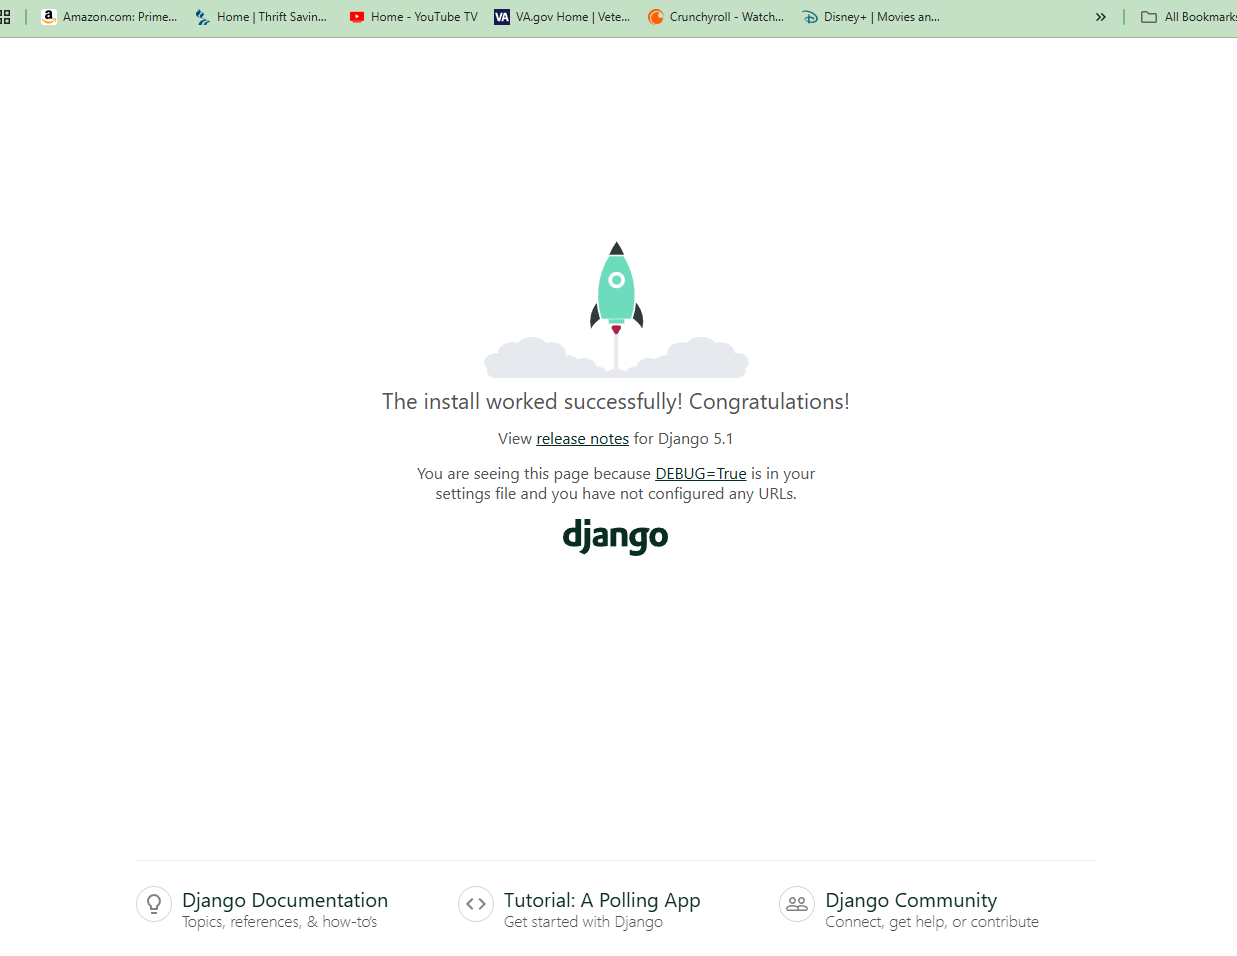 Amazon.com: Prime... Home | Thrift Savin... Home - YouTube TV VA VA.gov Home | Vete... Crunchyroll - Watch... Disney+ | Movies an... » All Bookmarks
The install worked successfully! Congratulations!
View release notes for Django 5.1
You are seeing this page because DEBUG=True is in your
settings file and you have not configured any URLs.
django
Django Documentation
Topics, references, & how-to's
Tutorial: A Polling App
Get started with Django
Django Community
Connect, get help, or contribute